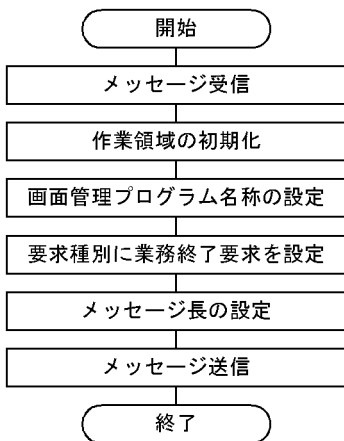 開始
メッセージ受信
作業領域の初期化
画面管理プログラム名称の設定
要求種別に業務終了要求を設定
メッセージ長の設定
メッセージ送信
終了